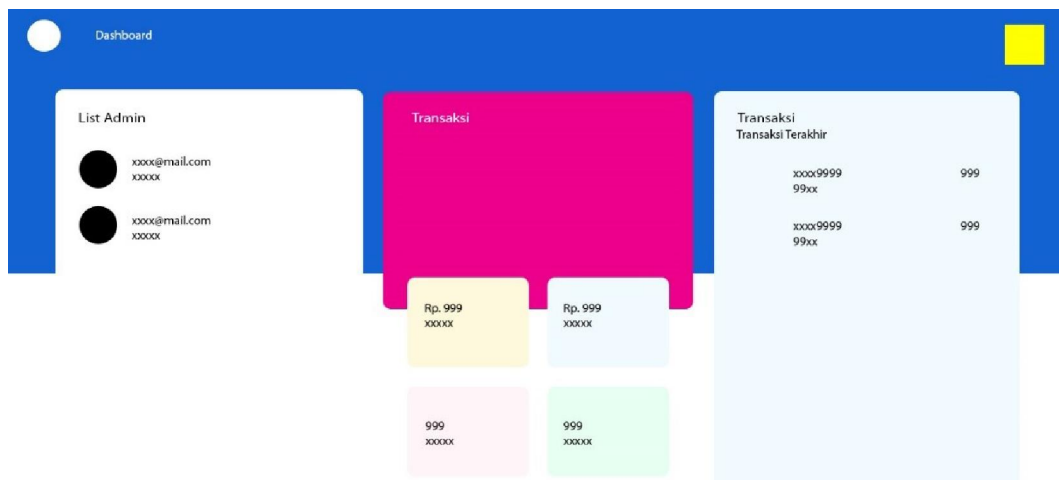 Dashboard
List Admin
xxxx@mail.com
xxxxx
xxxx@mail.com
xxxxx
Transaksi
Rp. 999
xxxxx
Rp. 999
xxxxx
999
xxxxx
999
xxxxx
Transaksi
Transaksi Terakhir
xxxx9999 999
99xx
xxxx9999 999
99xx